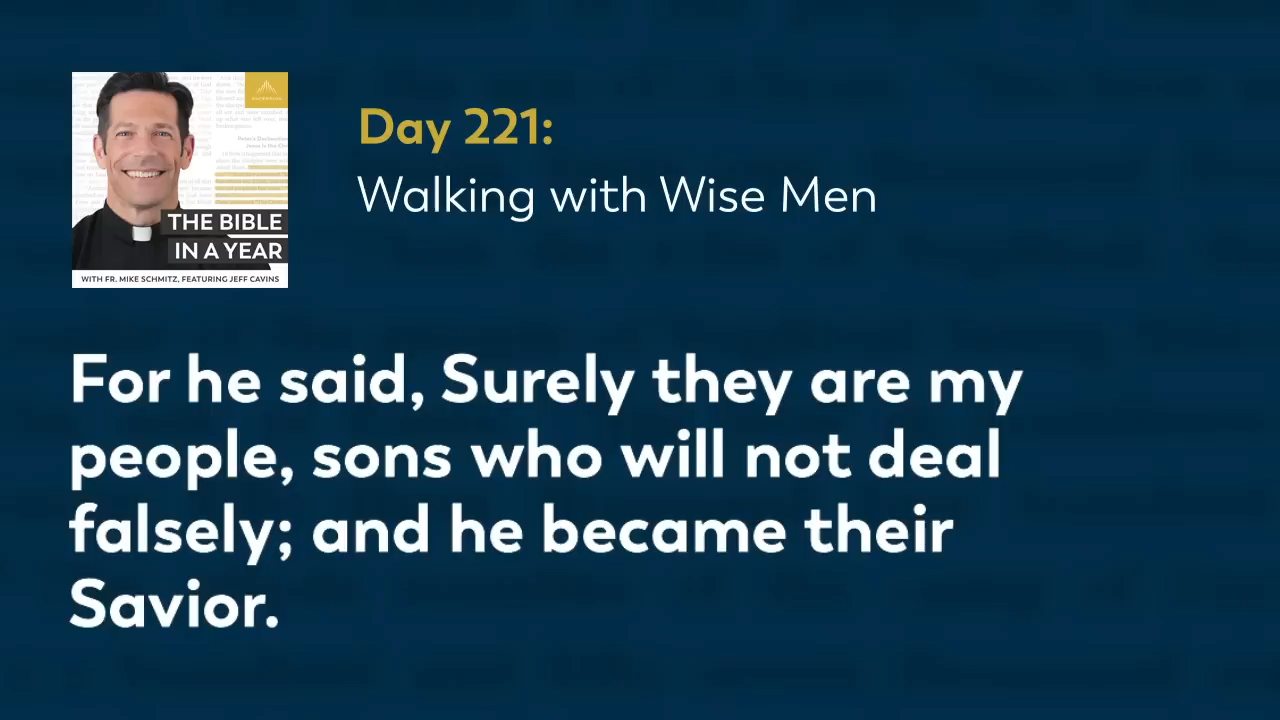 Day 221:
Walking with Wise Men
THE BIBLE
IN A YEAR
WITH FR. MIKE SCHMITZ, FEATURING JEFF CAVINS
For he said, Surely they are my
people, sons who will not deal
falsely; and he became their
Savior.